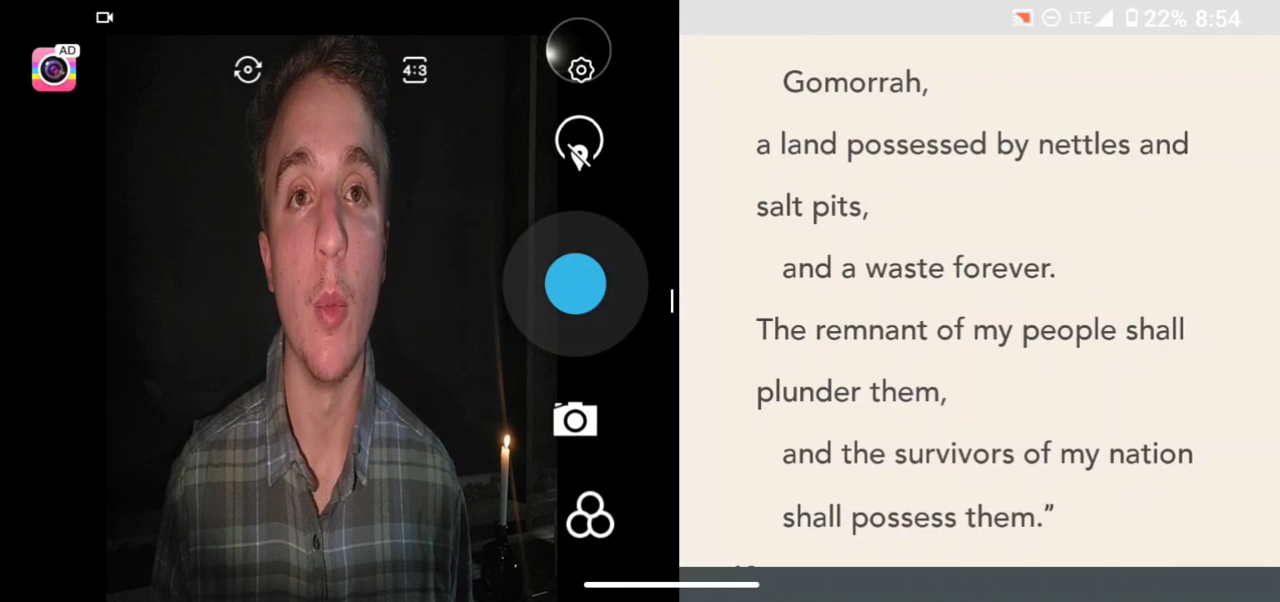 AD
4:3
LTE 22% 8:54
Gomorrah,
a land possessed by nettles and
salt pits,
and a waste forever.
The remnant of my people shall
plunder them,
and the survivors of my nation
shall possess them.”